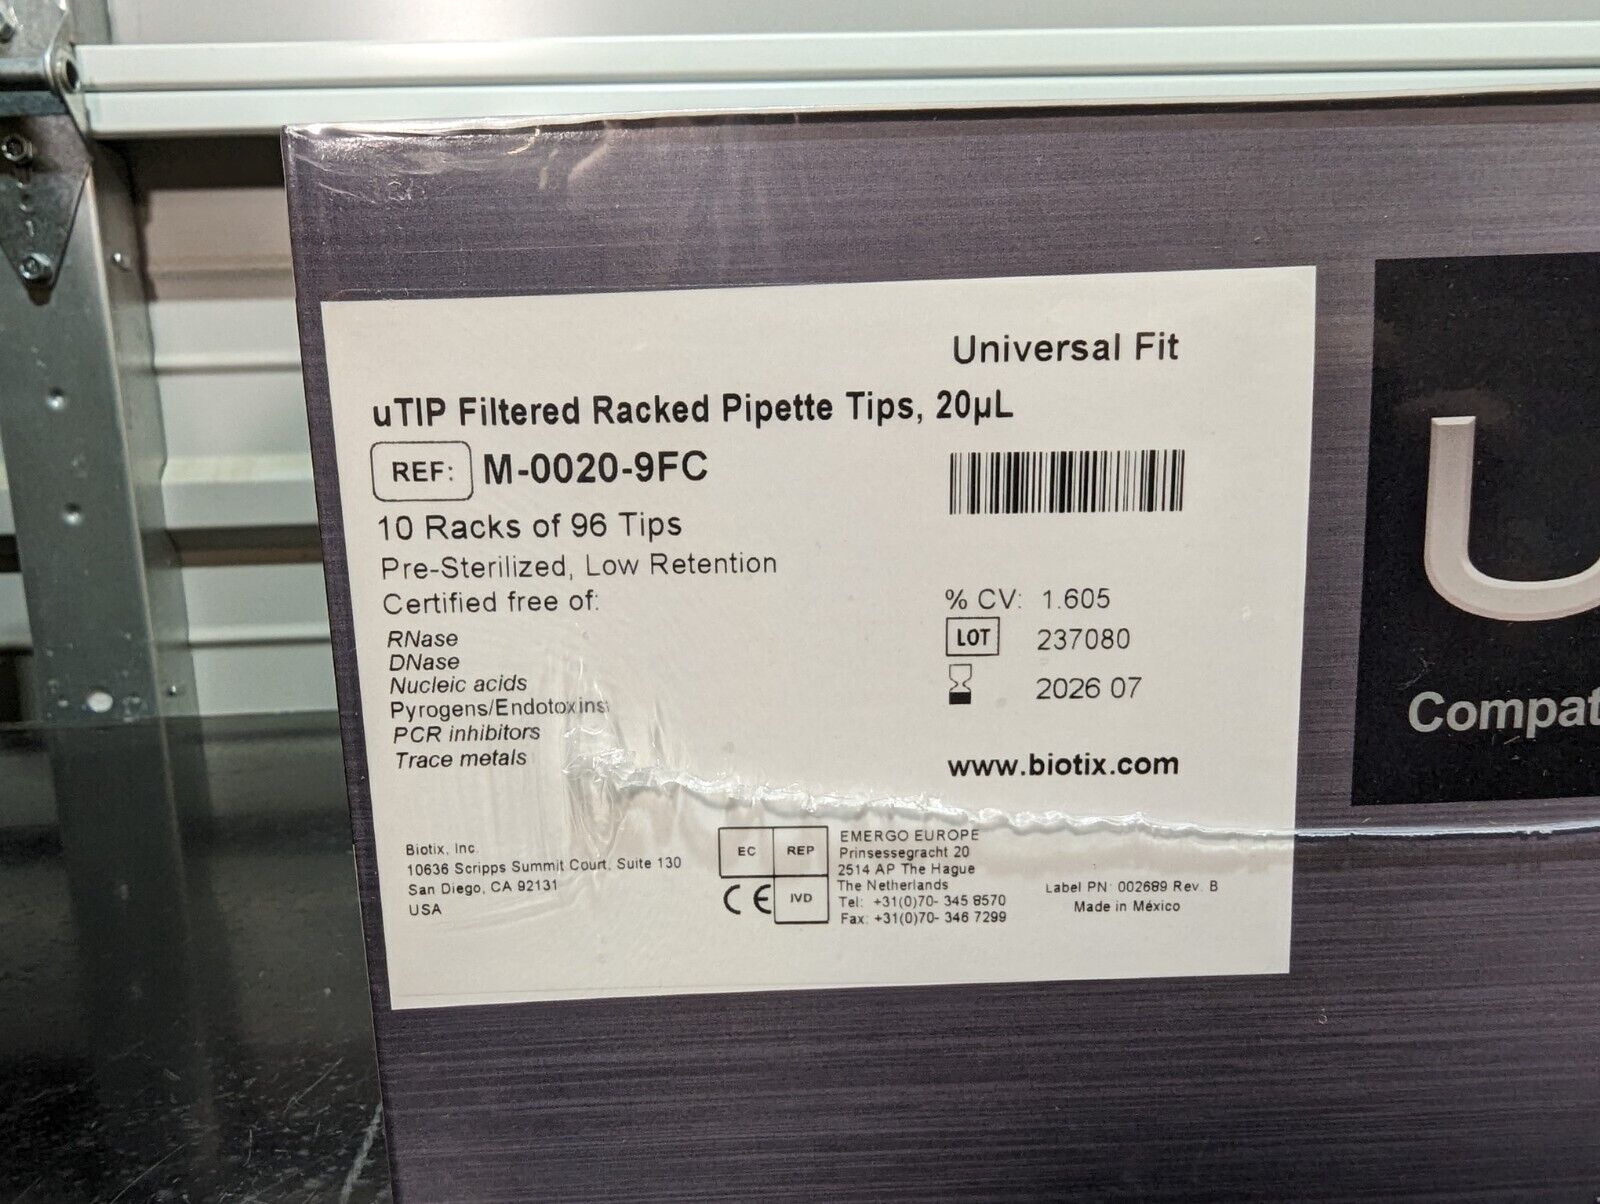 Universal Fit
uTIP Filtered Racked Pipette Tips, 20µL
REF: M-0020-9FC
10 Racks of 96 Tips
Pre-Sterilized, Low Retention
Certified free of:
RNase
DNase
Nucleic acids
Pyrogens/Endotoxins
PCR inhibitors
Trace metals
% CV: 1.605
LOT 237080
2026 07
www.biotix.com
Biotix, Inc.
10636 Scripps Summit Court, Suite 130
San Diego, CA 92131
USA
EC REP
CE IVD
EMERGO EUROPE
Prinsessegracht 20
2514 AP The Hague
The Netherlands
Tel: +31(0)70- 345 8570
Fax: +31(0)70- 346 7299
Label PN: 002689 Rev. B
Made in México
U
Compat